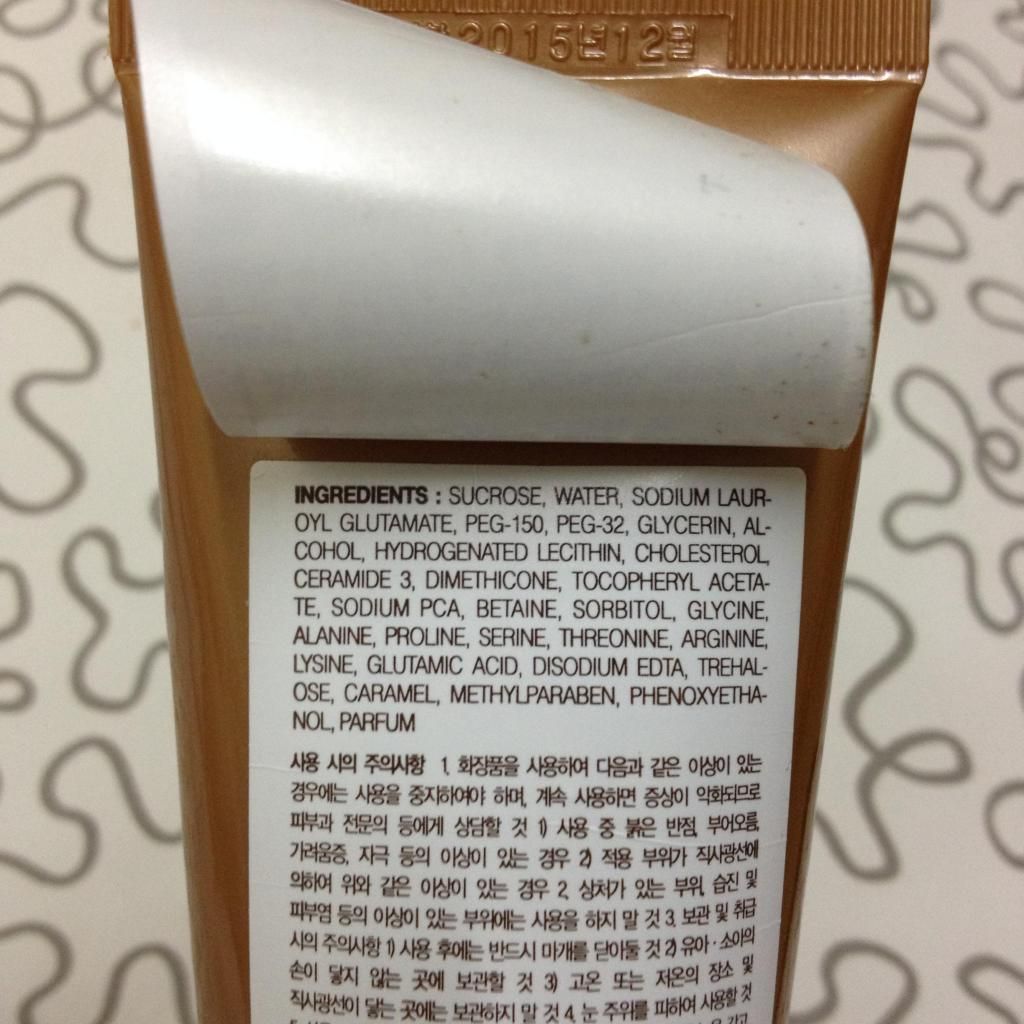 2015년12월
INGREDIENTS : SUCROSE, WATER, SODIUM LAUR-
OYL GLUTAMATE, PEG-150, PEG-32, GLYCERIN, AL-
COHOL, HYDROGENATED LECITHIN, CHOLESTEROL,
CERAMIDE 3, DIMETHICONE, TOCOPHERYL ACETA-
TE, SODIUM PCA, BETAINE, SORBITOL, GLYCINE,
ALANINE, PROLINE, SERINE, THREONINE, ARGININE,
LYSINE, GLUTAMIC ACID, DISODIUM EDTA, TREHAL-
OSE, CARAMEL, METHYLPARABEN, PHENOXYETHA-
NOL, PARFUM
사용 시의 주의사항 1. 화장품을 사용하여 다음과 같은 이상이 있는
경우에는 사용을 중지하여야 하며, 계속 사용하면 증상이 악화되므로
피부과 전문의 등에게 상담할 것 1) 사용 중 붉은 반점, 부어오름,
가려움증, 자극 등의 이상이 있는 경우 2) 적용 부위가 직사광선에
의하여 위와 같은 이상이 있는 경우 2. 상처가 있는 부위, 습진 및
피부염 등의 이상이 있는 부위에는 사용을 하지 말 것 3. 보관 및 취급
시의 주의사항 1) 사용 후에는 반드시 마개를 닫아둘 것 2) 유아 · 소아의
손이 닿지 않는 곳에 보관할 것 3) 고온 또는 저온의 장소 및
직사광선이 닿는 곳에는 보관하지 말 것 4. 눈 주위를 피하여 사용할 것